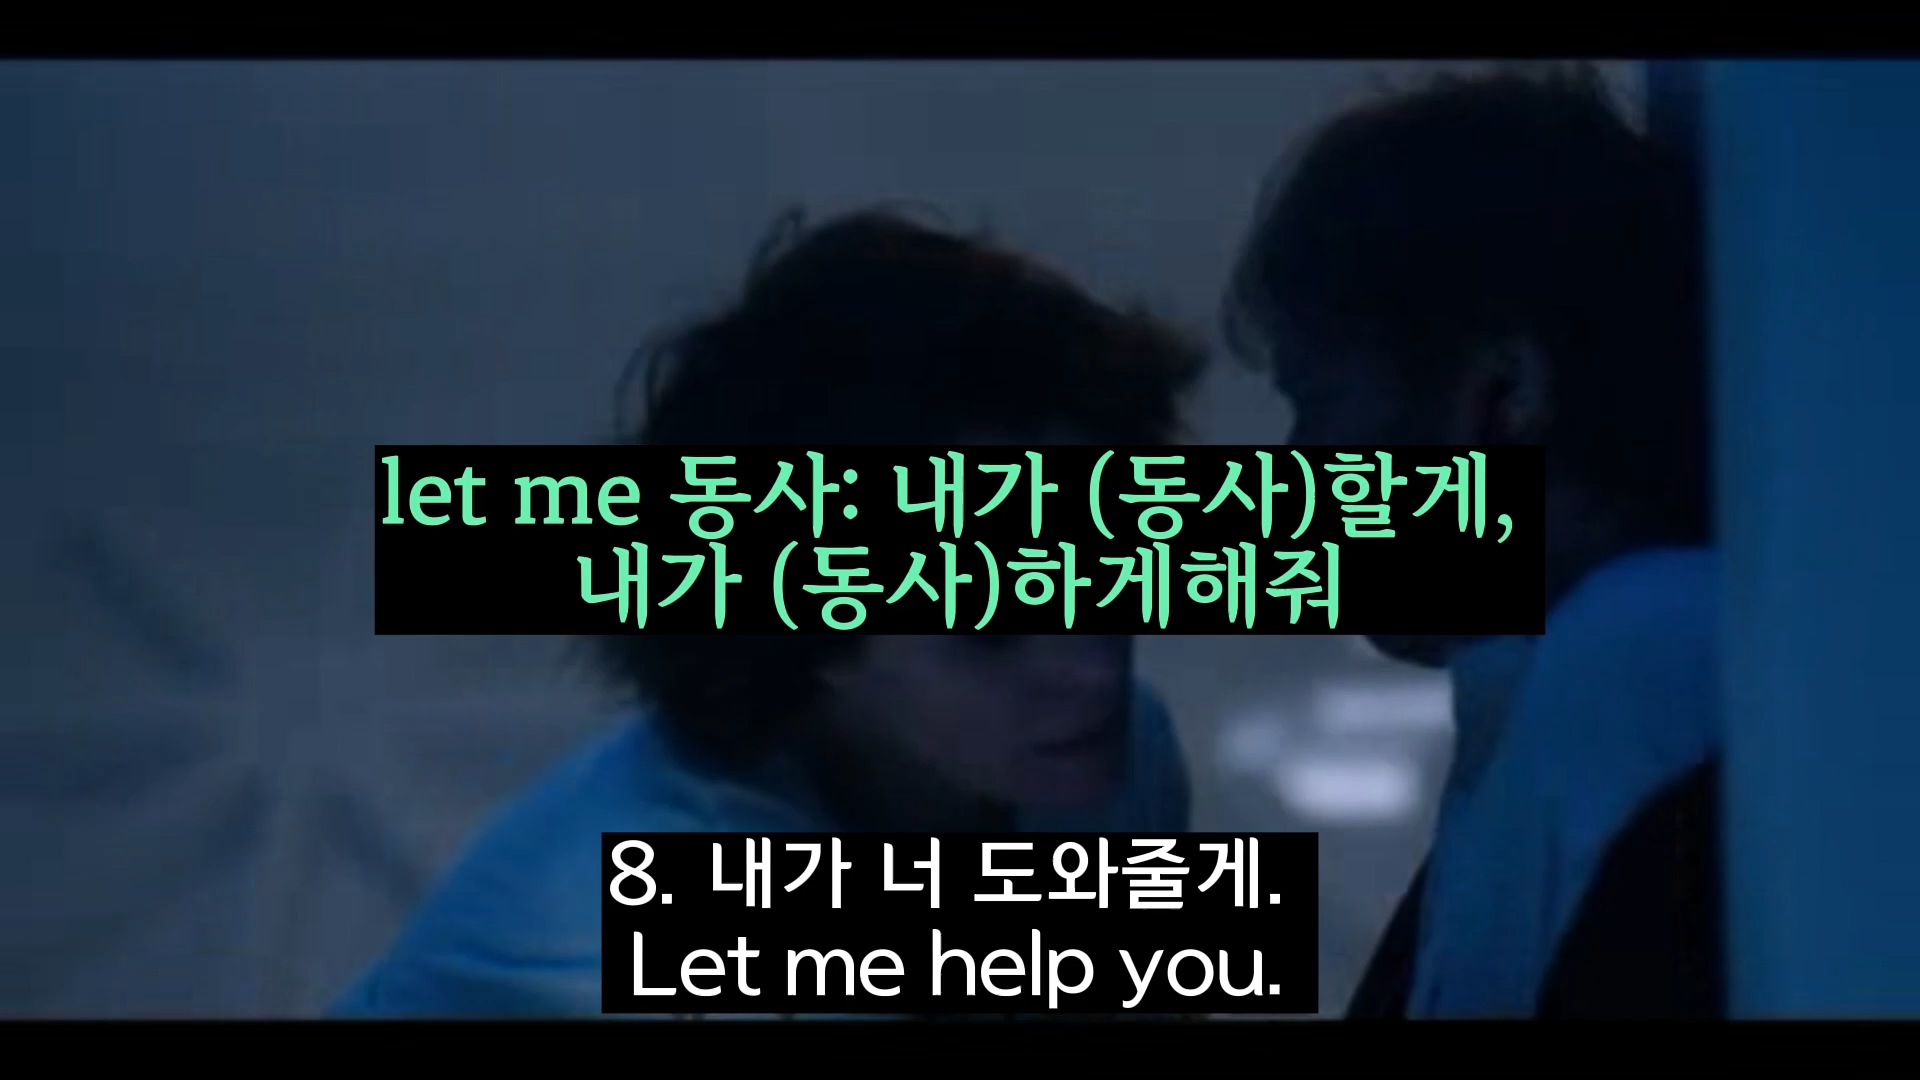 let me 동사: 내가 (동사)할게,
내가 (동사)하게해줘
8. 내가 너 도와줄게.
Let me help you.